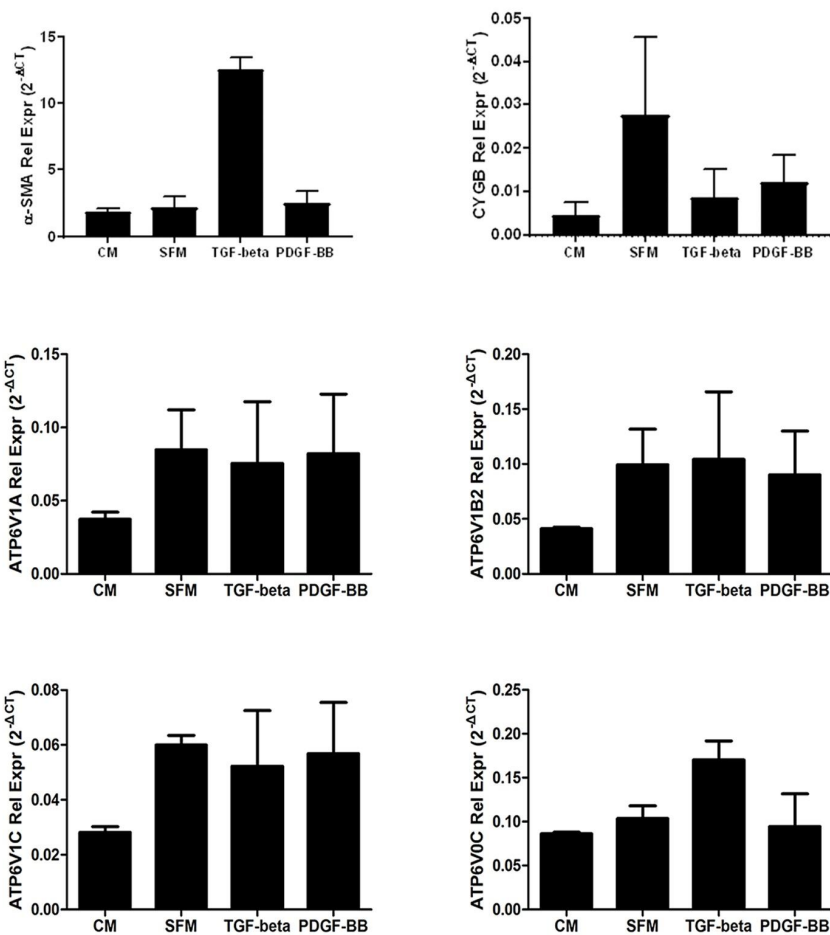 α-SMA Rel Expr (2^-ΔCT)
15
10
5
0
CM SFM TGF-beta PDGF-BB
CYGB Rel Expr (2^-ΔCT)
0.05
0.04
0.03
0.02
0.01
0.00
CM SFM TGF-beta PDGF-BB
ATP6V1A Rel Expr (2^-ΔCT)
0.15
0.10
0.05
0.00
CM SFM TGF-beta PDGF-BB
ATP6V1B2 Rel Expr (2^-ΔCT)
0.20
0.15
0.10
0.05
0.00
CM SFM TGF-beta PDGF-BB
ATP6V1C Rel Expr (2^-ΔCT)
0.08
0.06
0.04
0.02
0.00
CM SFM TGF-beta PDGF-BB
ATP6V0C Rel Expr (2^-ΔCT)
0.25
0.20
0.15
0.10
0.05
0.00
CM SFM TGF-beta PDGF-BB